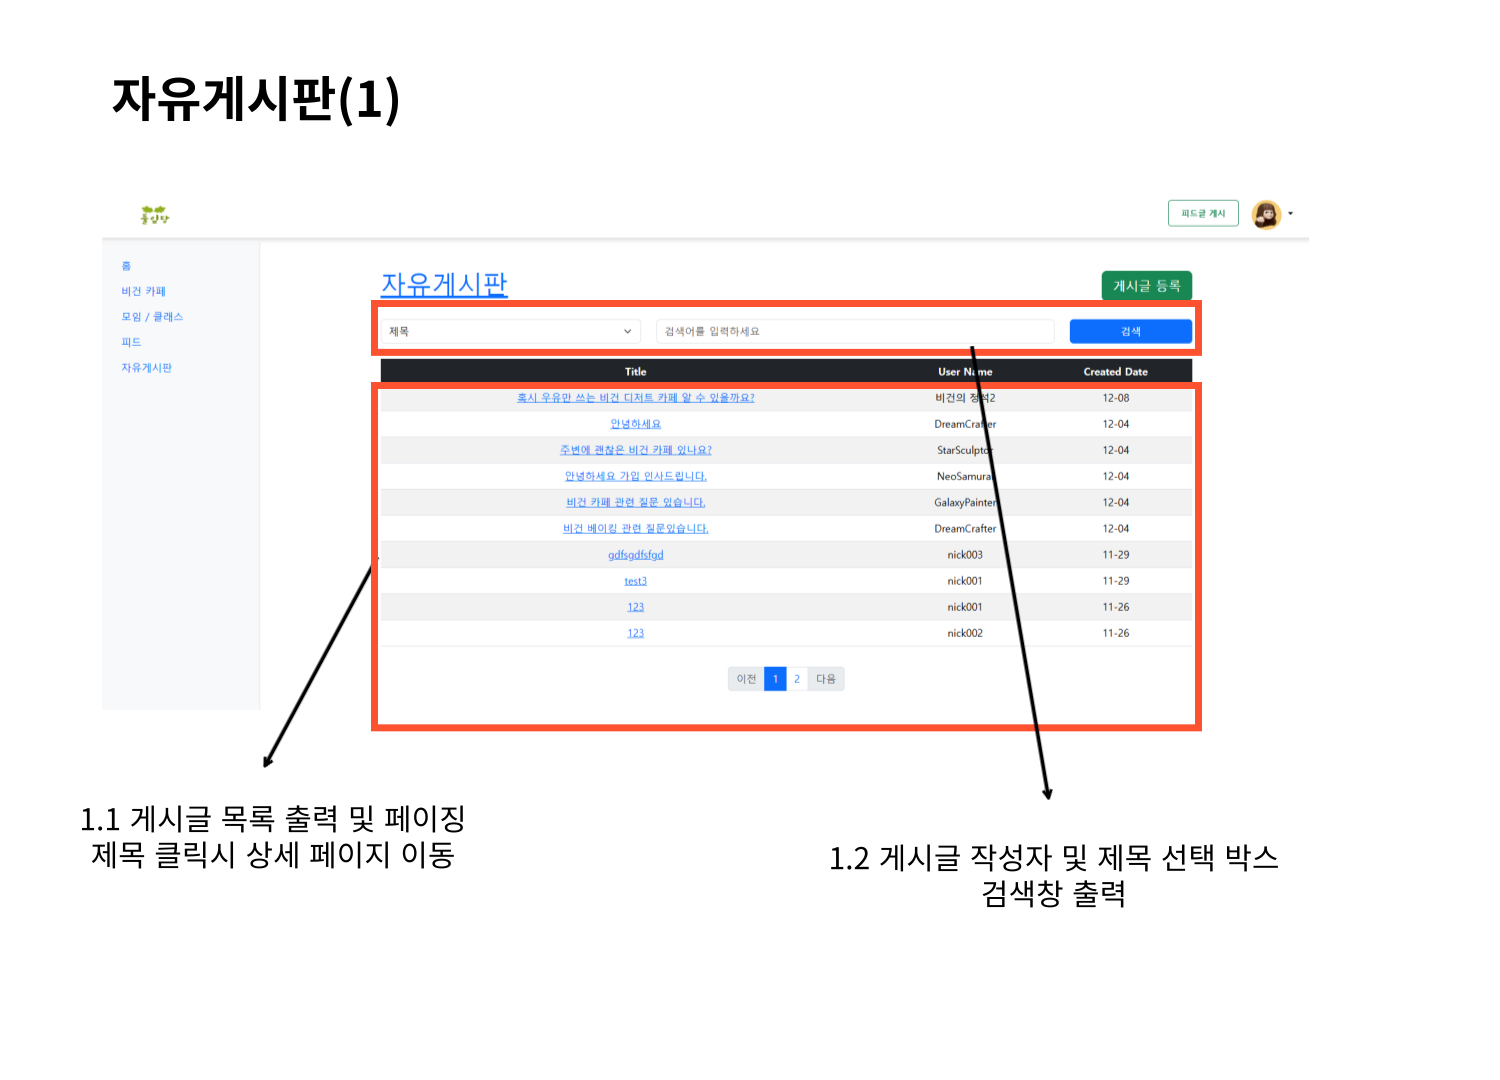 자유게시판(1)
풀입망
피드글 게시
홈
비건 카페
모임 / 클래스
피드
자유게시판
자유게시판
게시글 등록
제목
검색어를 입력하세요
검색
Title User Name Created Date
혹시 우유만 쓰는 비건 디저트 카페 알 수 있을까요? 비건의 정석2 12-08
안녕하세요 DreamCrafter 12-04
주변에 괜찮은 비건 카페 있나요? StarSculptor 12-04
안녕하세요 가입 인사드립니다. NeoSamurai 12-04
비건 카페 관련 질문 있습니다. GalaxyPainter 12-04
비건 베이킹 관련 질문있습니다. DreamCrafter 12-04
gdfsgdfsfgd nick003 11-29
test3 nick001 11-29
123 nick001 11-26
123 nick002 11-26
이전 1 2 다음
1.1 게시글 목록 출력 및 페이징
제목 클릭시 상세 페이지 이동
1.2 게시글 작성자 및 제목 선택 박스
검색창 출력